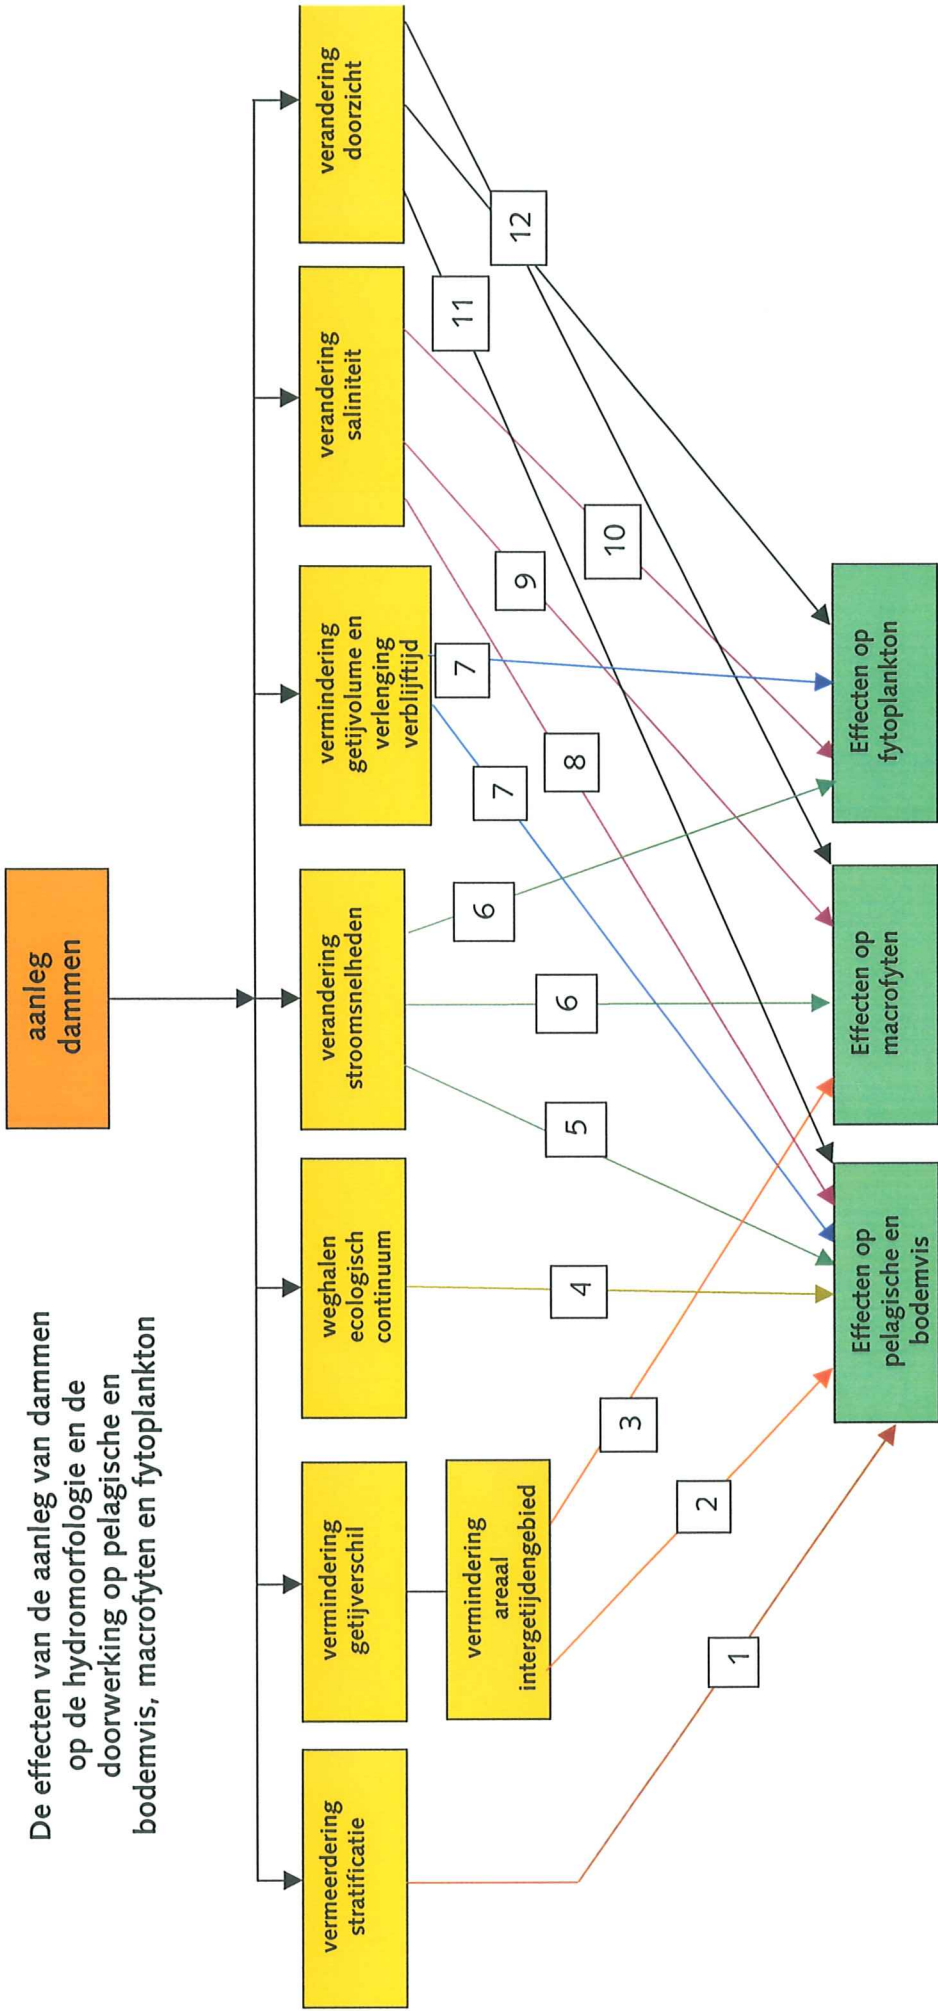 De effecten van de aanleg van dammen
op de hydromorfologie en de
doorwerking op pelagische en
bodemvis, macrofyten en fytoplankton
aanleg
dammen
vermeerdering
stratificatie
vermindering
getijverschil
weghalen
ecologisch
continuum
verandering
stroomsnelheden
vermindering
getijvolume en
verlenging
verblijftijd
verandering
saliniteit
verandering
doorzicht
vermindering
areaal
intergetijdengebied
1
2
3
4
5
6
6
7
7
8
9
10
11
12
Effecten op
pelagische en
bodemvis
Effecten op
macrofyten
Effecten op
fytoplankton